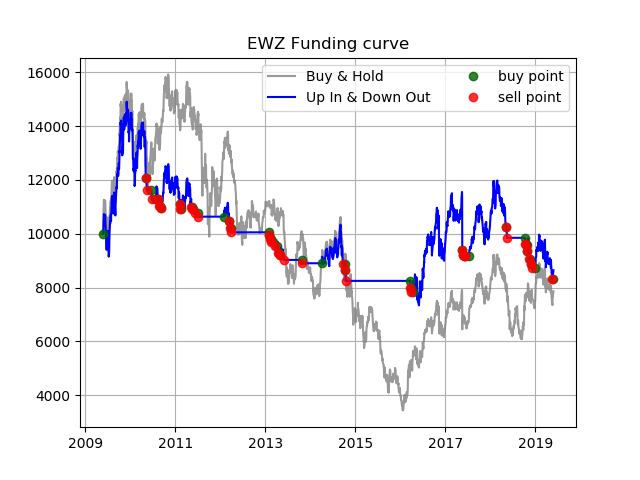 EWZ Funding curve
16000
14000
12000
10000
8000
6000
4000
Buy & Hold
Up In & Down Out
buy point
sell point
2009 2011 2013 2015 2017 2019